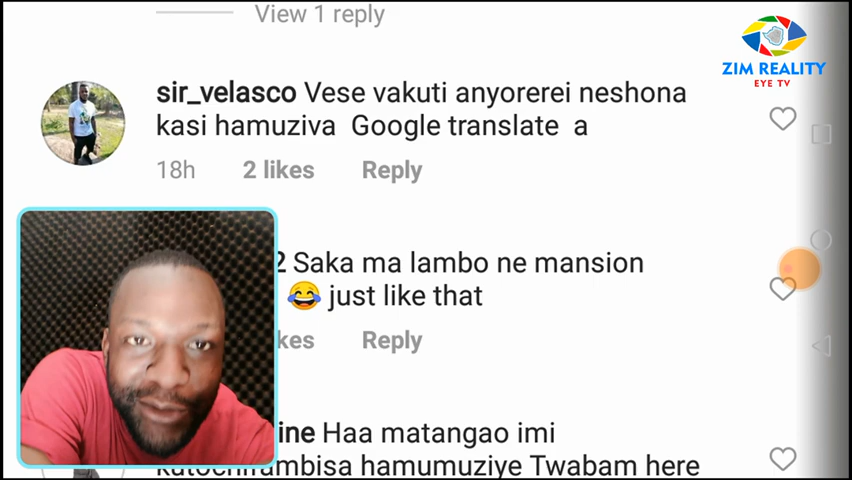 View 1 reply
ZIM REALITY
EYE TV
sir_velasco Vese vakuti anyorerei neshona
kasi hamuziva Google translate a
18h 2 likes Reply
2 Saka ma lambo ne mansion
😂 just like that
kes Reply
ine Haa matangao imi
hamumuziye Twabam here